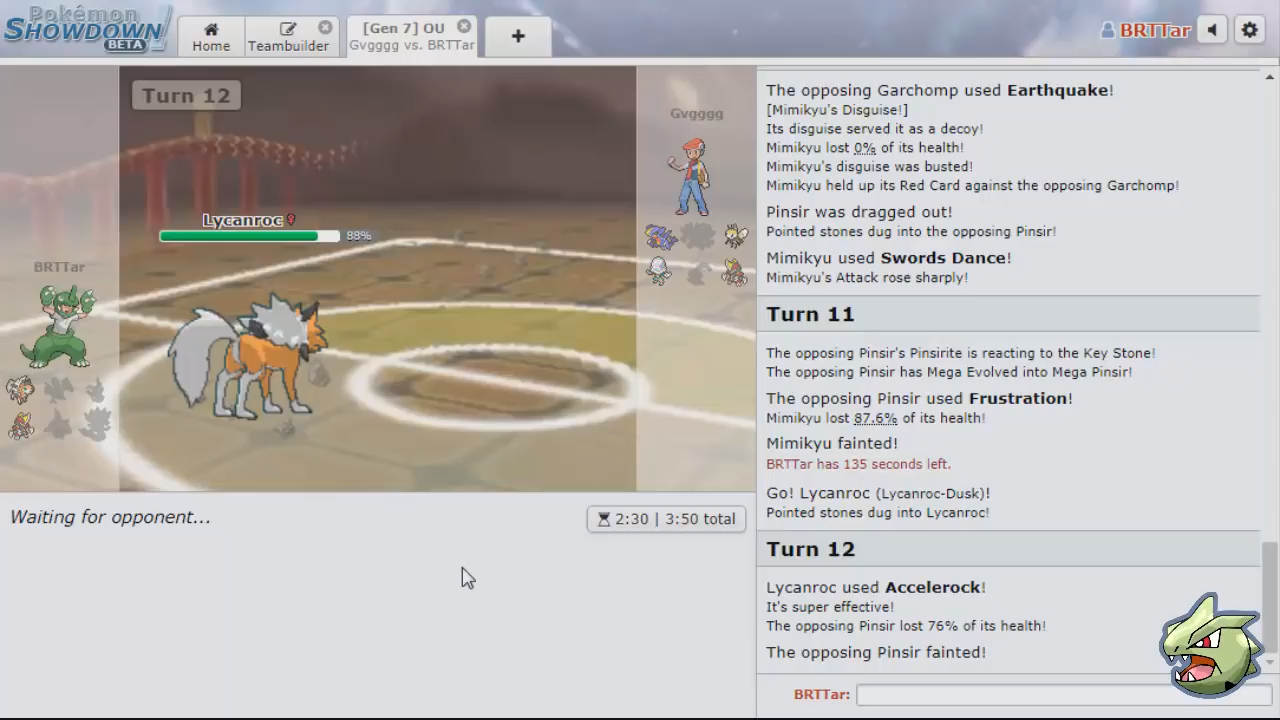 Pokémon
SHOWDOWN!
BETA
Home
Teambuilder
[Gen 7] OU
Gvgggg vs. BRTTar
+
BRTTar
Turn 12
Gvgggg
Lycanroc
88%
BRTTar
Waiting for opponent...
2:30 | 3:50 total
The opposing Garchomp used Earthquake!
[Mimikyu's Disguise!]
Its disguise served it as a decoy!
Mimikyu lost 0% of its health!
Mimikyu's disguise was busted!
Mimikyu held up its Red Card against the opposing Garchomp!
Pinsir was dragged out!
Pointed stones dug into the opposing Pinsir!
Mimikyu used Swords Dance!
Mimikyu's Attack rose sharply!
Turn 11
The opposing Pinsir's Pinsirite is reacting to the Key Stone!
The opposing Pinsir has Mega Evolved into Mega Pinsir!
The opposing Pinsir used Frustration!
Mimikyu lost 87.6% of its health!
Mimikyu fainted!
BRTTar has 135 seconds left.
Go! Lycanroc (Lycanroc-Dusk)!
Pointed stones dug into Lycanroc!
Turn 12
Lycanroc used Accelerock!
It's super effective!
The opposing Pinsir lost 76% of its health!
The opposing Pinsir fainted!
BRTTar: